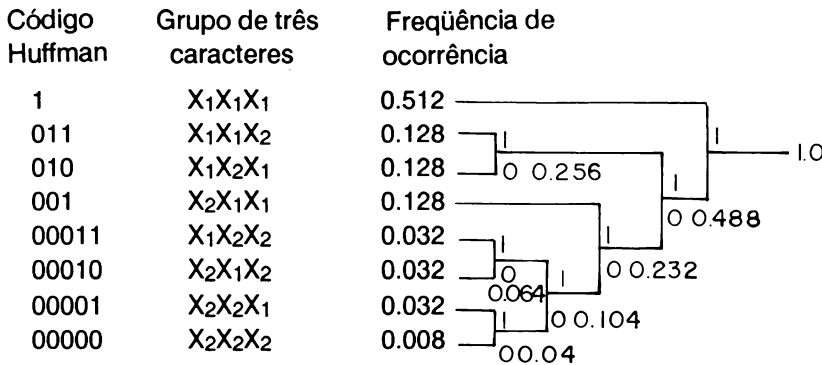 Código Grupo de três Freqüência de
Huffman caracteres ocorrência
1 X1X1X1 0.512
1
011 X1X1X2 0.128
1
1.0
010 X1X2X1 0.128
0 0.256
1
001 X2X1X1 0.128
0 0.488
00011 X1X2X2 0.032
1
1
00010 X2X1X2 0.032
0
0.064
1
0 0.232
00001 X2X2X1 0.032
1
0 0.104
00000 X2X2X2 0.008
0 0.04